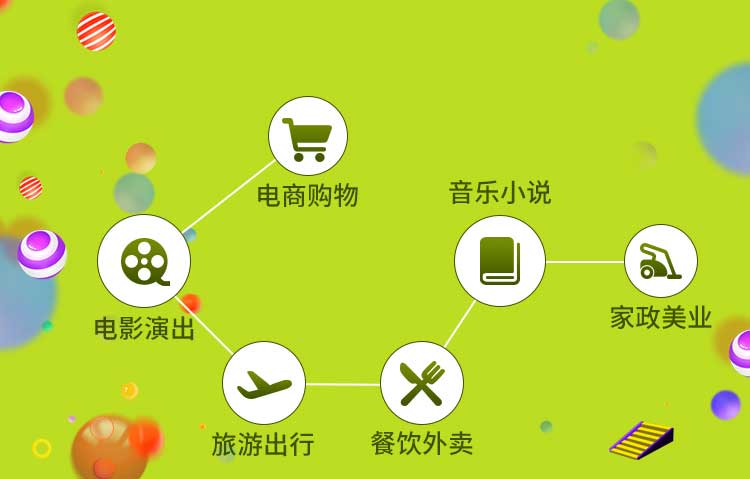 音乐小说
电商购物
家政美业
电影演出
旅游出行
餐饮外卖